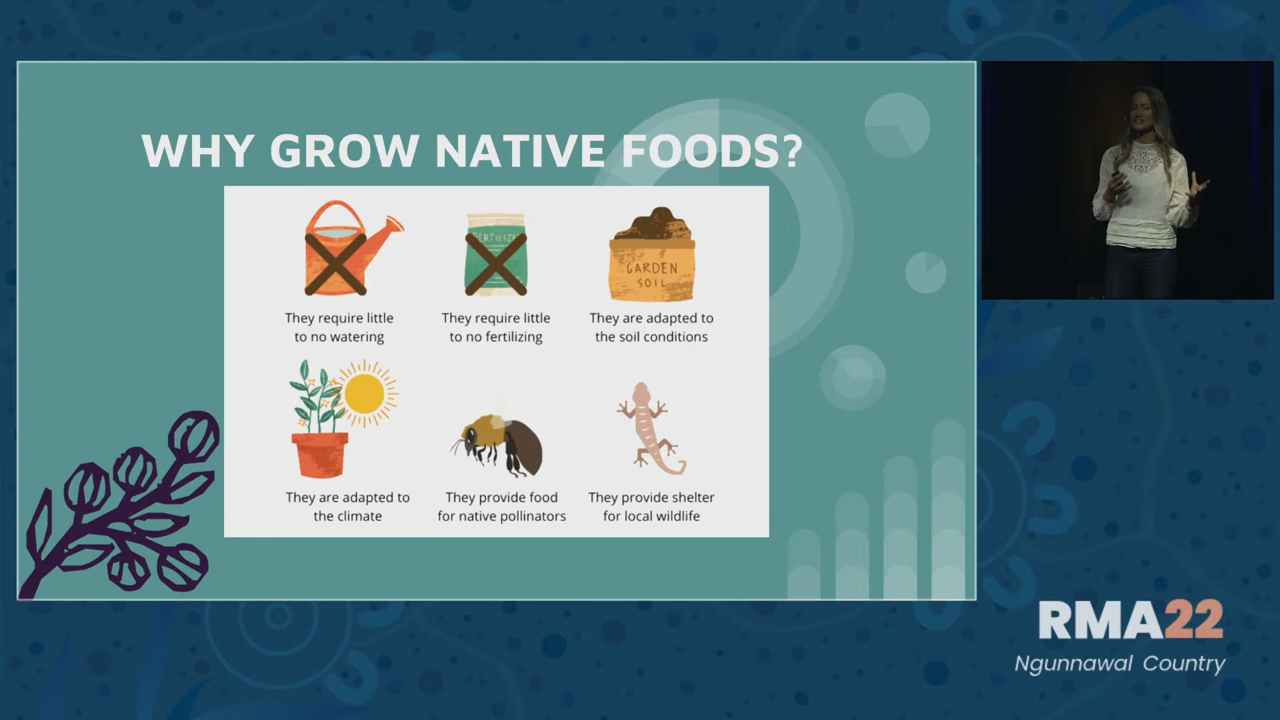 WHY GROW NATIVE FOODS?
FERTILIZER
GARDEN
SOIL
They require little
to no watering
They require little
to no fertilizing
They are adapted to
the soil conditions
They are adapted to
the climate
They provide food
for native pollinators
They provide shelter
for local wildlife
RMA22
Ngunnawal Country